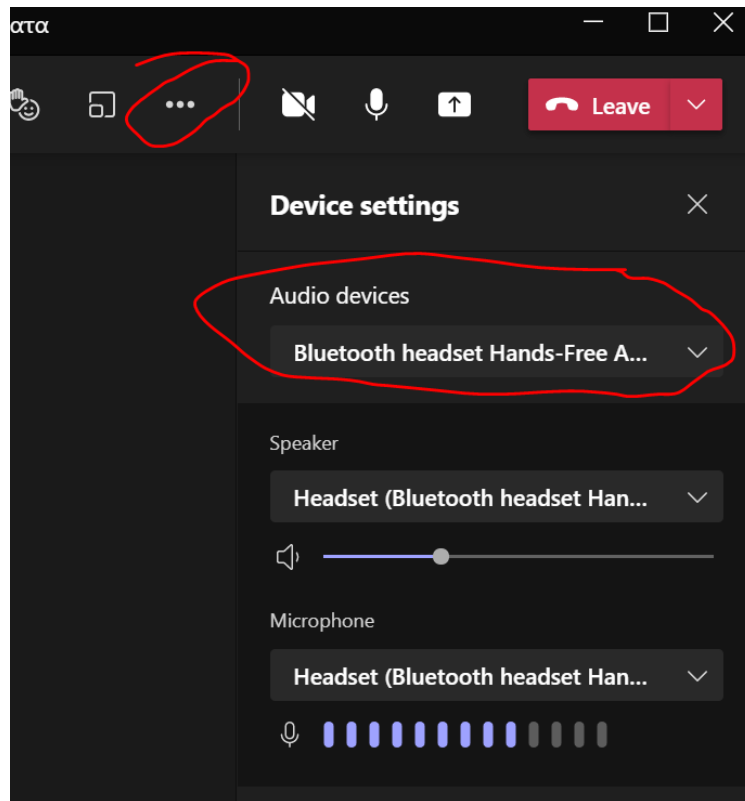 ατα
Leave
Device settings
Audio devices
Bluetooth headset Hands-Free A...
Speaker
Headset (Bluetooth headset Han...
Microphone
Headset (Bluetooth headset Han...